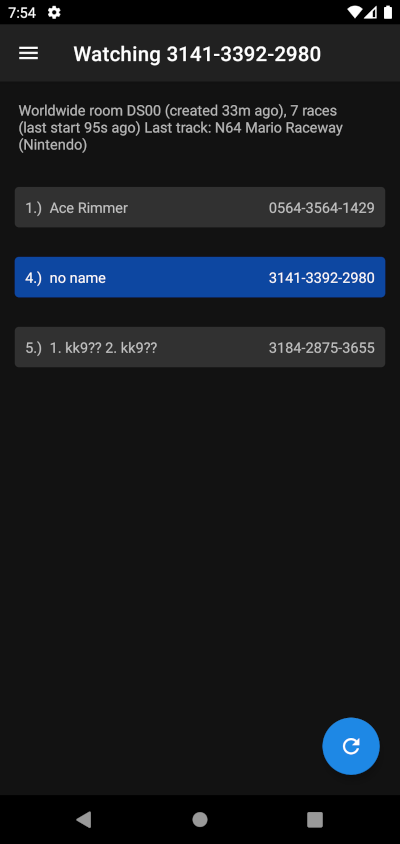 7:54
Watching 3141-3392-2980
Worldwide room DS00 (created 33m ago), 7 races
(last start 95s ago) Last track: N64 Mario Raceway
(Nintendo)
1.) Ace Rimmer 0564-3564-1429
4.) no name 3141-3392-2980
5.) 1. kk9?? 2. kk9?? 3184-2875-3655